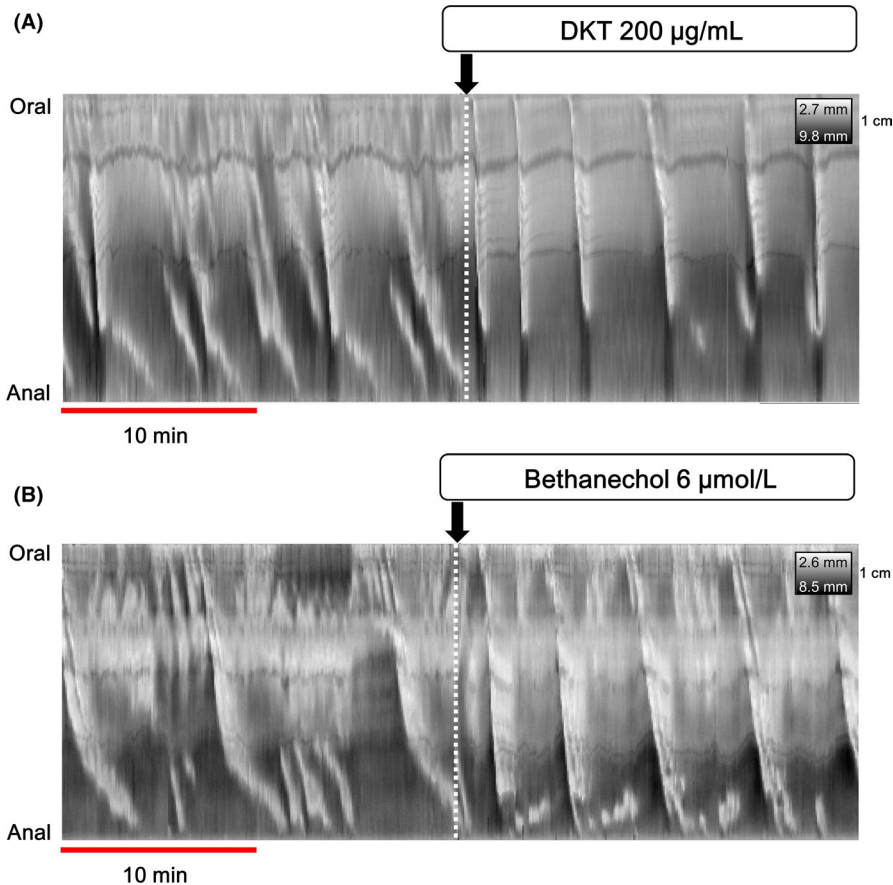 (A)
DKT 200 μg/mL
Oral
2.7 mm
9.8 mm
1 cm
Anal
10 min
(B)
Bethanechol 6 μmol/L
Oral
2.6 mm
8.5 mm
1 cm
Anal
10 min